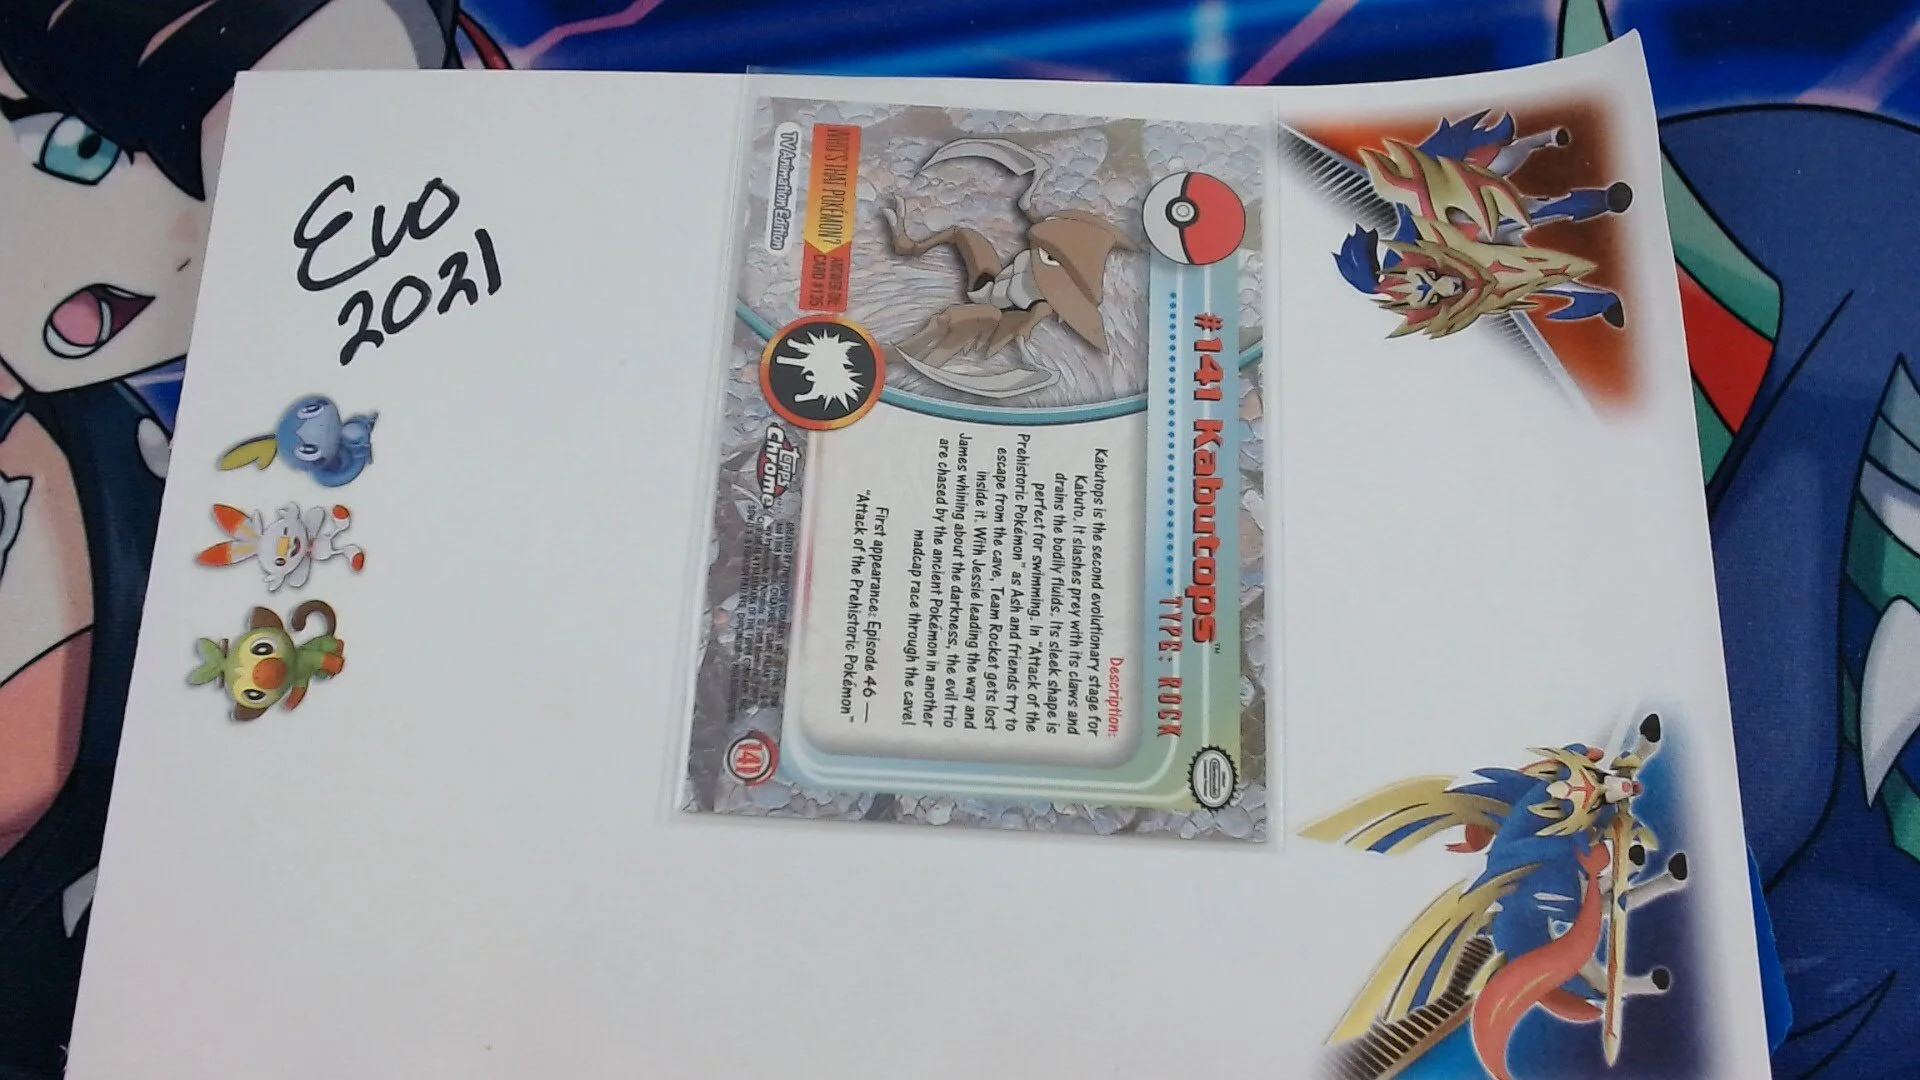 Evo
2021
#141 Kabutops™
TYPE: ROCK
Description:
Kabutops is the second evolutionary stage for
Kabuto. It slashes prey with its claws and
drains the bodily fluids. Its sleek shape is
perfect for swimming. In "Attack of the
Prehistoric Pokémon" as Ash and friends try to
escape from the cave, Team Rocket gets lost
inside it. With Jessie leading the way and
James whining about the darkness, the evil trio
are chased by the ancient Pokémon in another
madcap race through the cave!
First appearance: Episode 46 —
"Attack of the Prehistoric Pokémon"
WHO'S THAT POKÉMON?
ANSWER ON
CARD #125
TV Animation Edition
Topps
Chrome
141